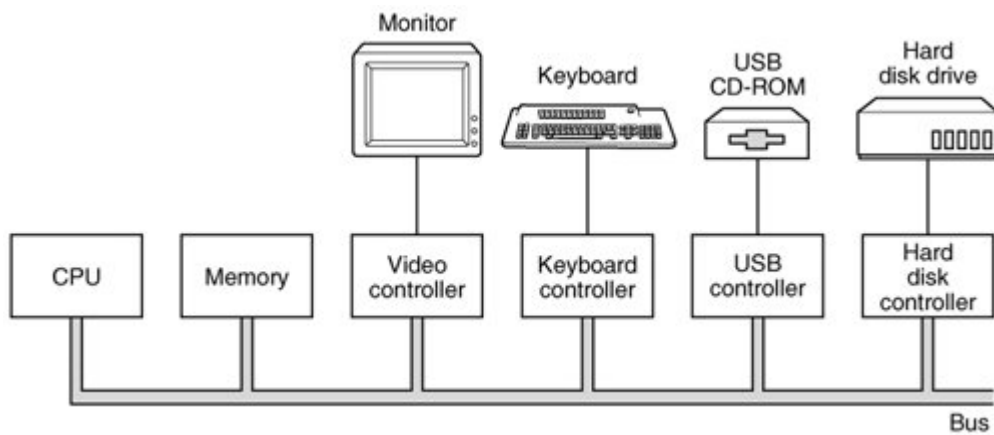 Monitor
Keyboard
USB
CD-ROM
Hard
disk drive
CPU
Memory
Video
controller
Keyboard
controller
USB
controller
Hard
disk
controller
Bus